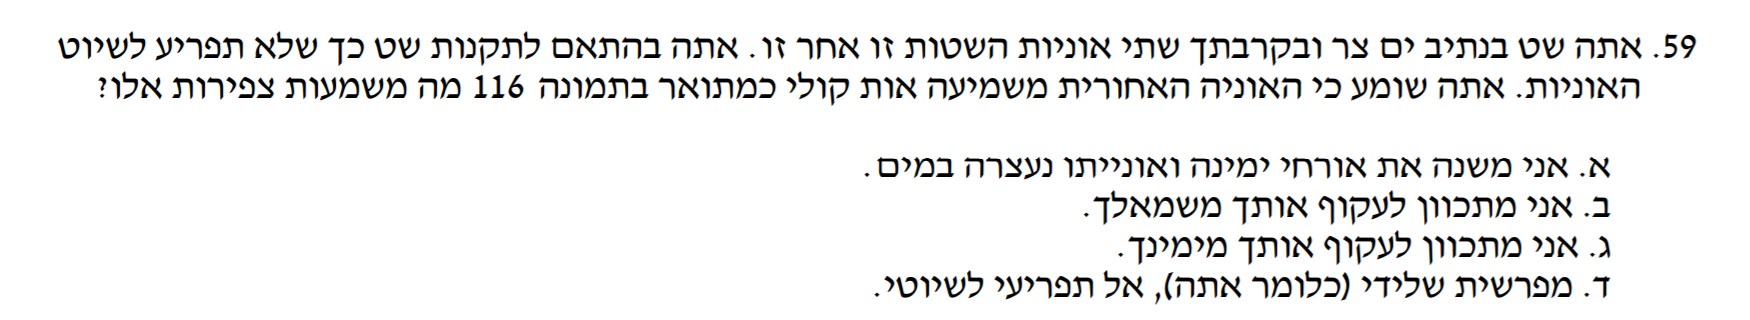 59. אתה שט בנתיב ים צר ובקרבתך שתי אוניות השטות זו אחר זו. אתה בהתאם לתקנות שט כך שלא תפריע לשיוט
האוניות. אתה שומע כי האוניה האחורית משמיעה אות קולי כמתואר בתמונה 116 מה משמעות צפירות אלו?
א. אני משנה את אורחי ימינה ואונייתו נעצרה במים.
ב. אני מתכוון לעקוף אותך משמאלך.
ג. אני מתכוון לעקוף אותך מימינך.
ד. מפרשית שלידי (כלומר אתה), אל תפריעי לשיוטי.